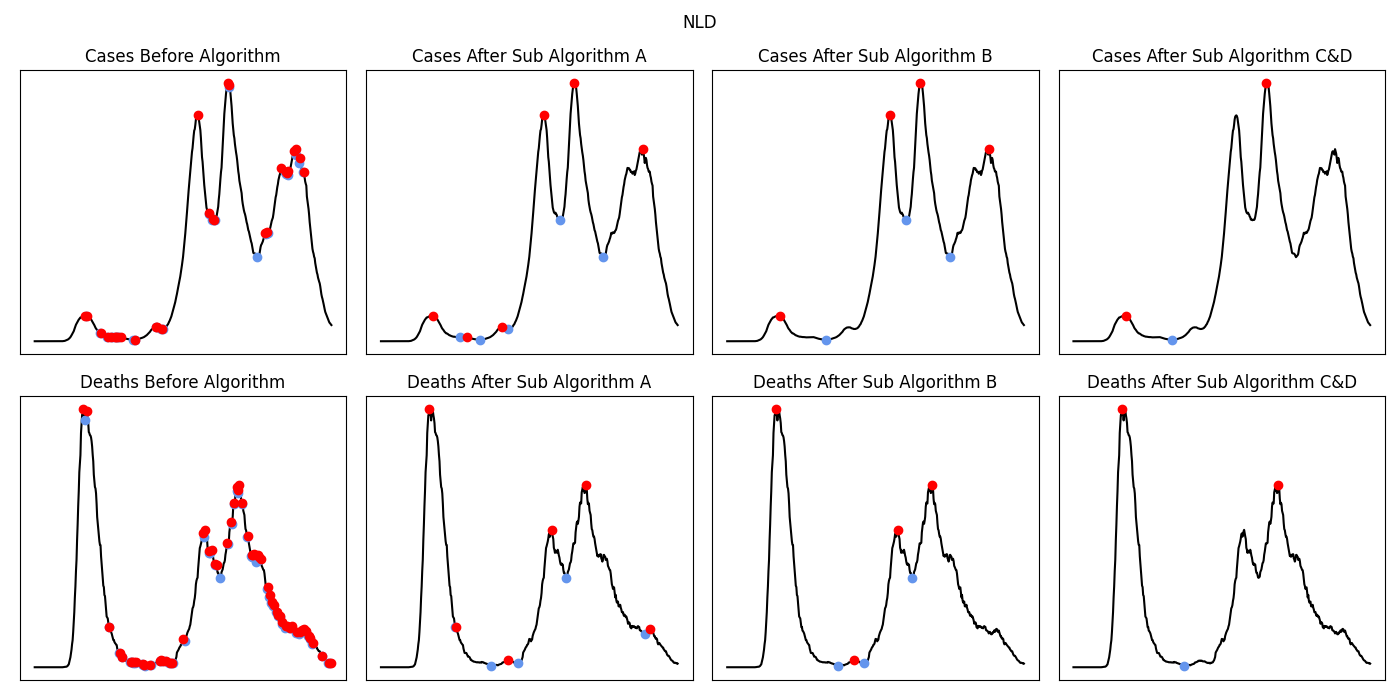 NLD
Cases Before Algorithm
Cases After Sub Algorithm A
Cases After Sub Algorithm B
Cases After Sub Algorithm C&D
Deaths Before Algorithm
Deaths After Sub Algorithm A
Deaths After Sub Algorithm B
Deaths After Sub Algorithm C&D